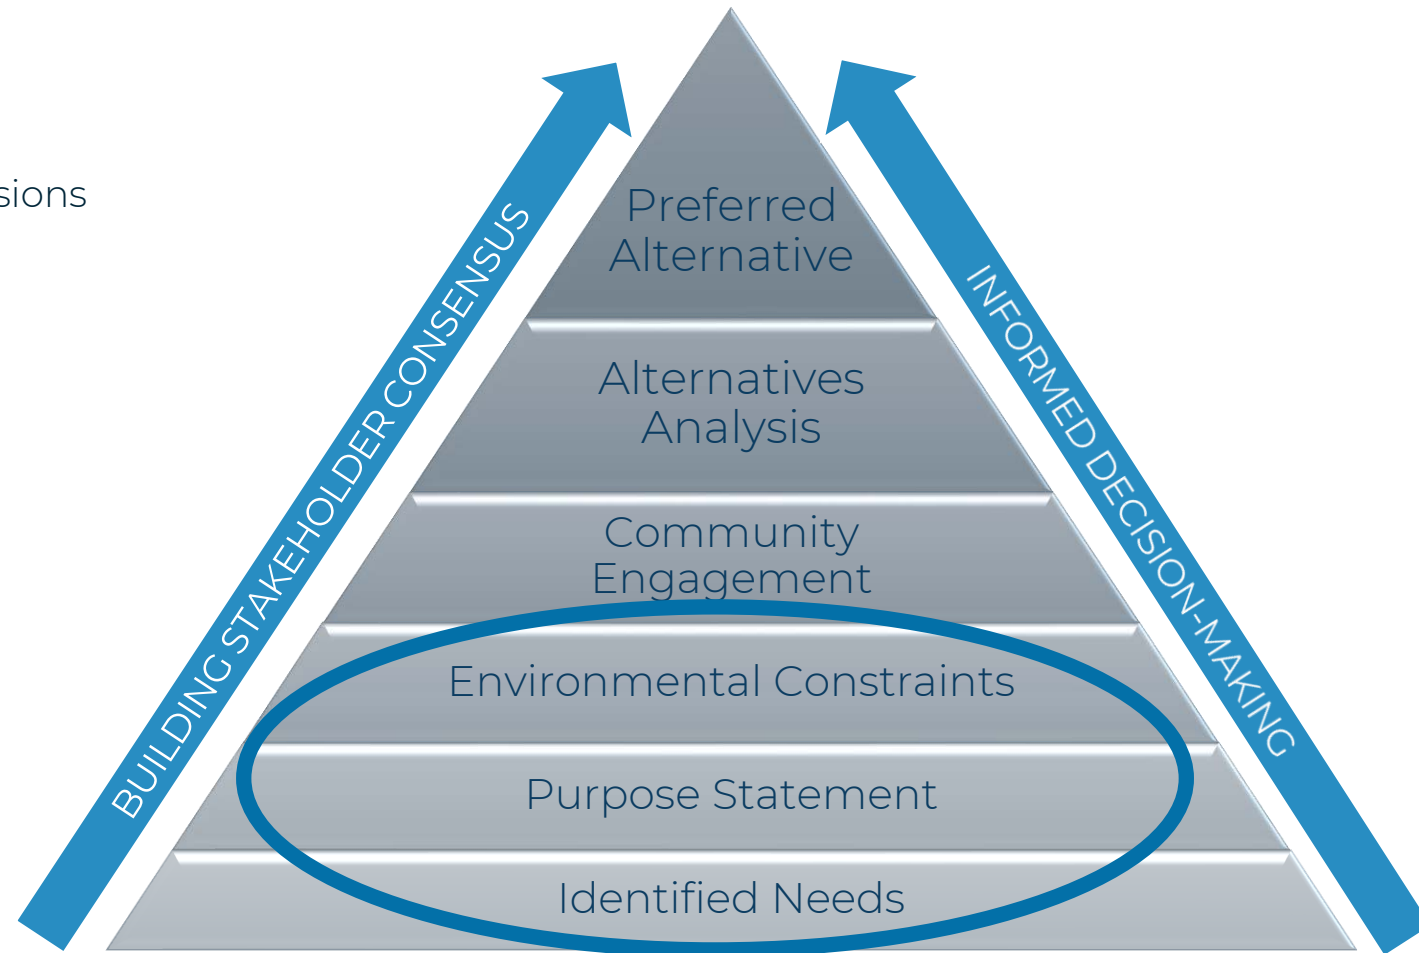 sions
BUILDING STAKEHOLDER CONSENSUS
INFORMED DECISION-MAKING
Preferred
Alternative
Alternatives
Analysis
Community
Engagement
Environmental Constraints
Purpose Statement
Identified Needs